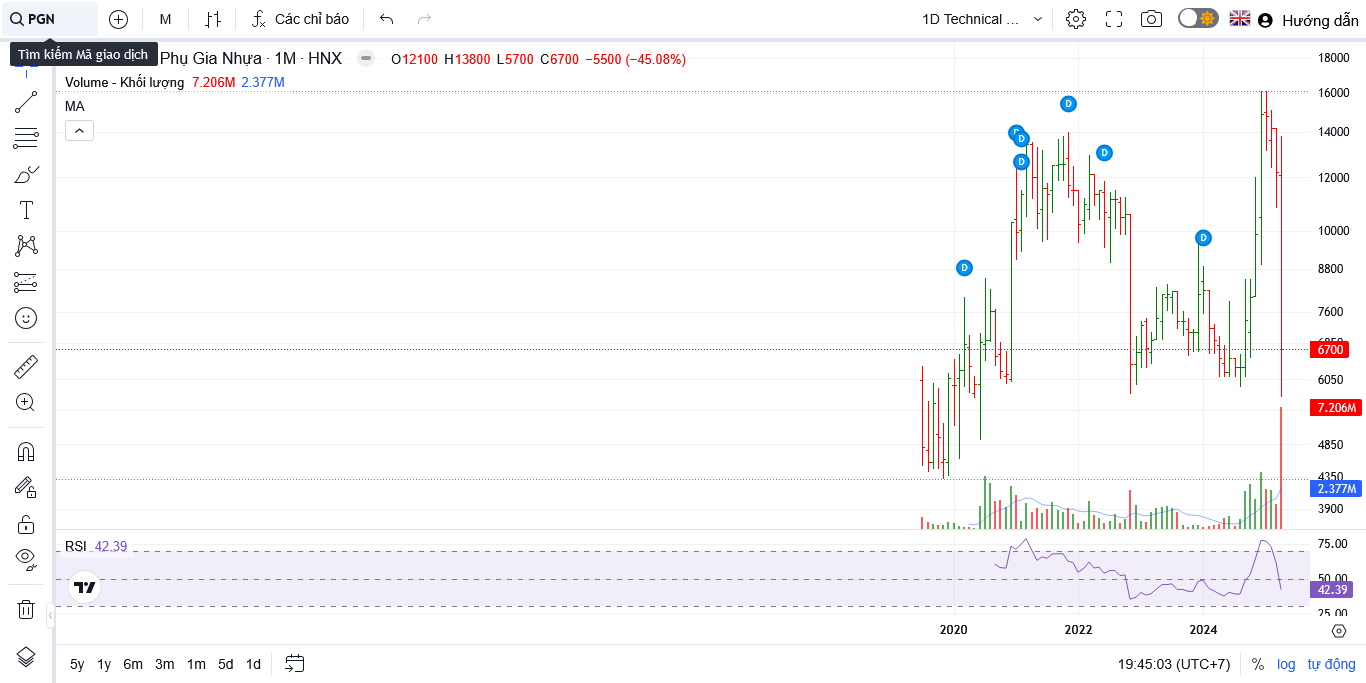 PGN
M
Các chỉ báo
1D Technical ...
Hướng dẫn
Tìm kiếm Mã giao dịch
Phụ Gia Nhựa · 1M · HNX
O12100 H13800 L5700 C6700 −5500 (−45.08%)
Volume - Khối lượng 7.206M 2.377M
MA
18000
16000
14000
12000
10000
8800
7600
6700
6050
7.206M
4850
4350
2.377M
3900
D
D
D
D
D
D
D
RSI 42.39
75.00
50.00
42.39
25.00
2020
2022
2024
5y 1y 6m 3m 1m 5d 1d
19:45:03 (UTC+7)
%
log
tự động